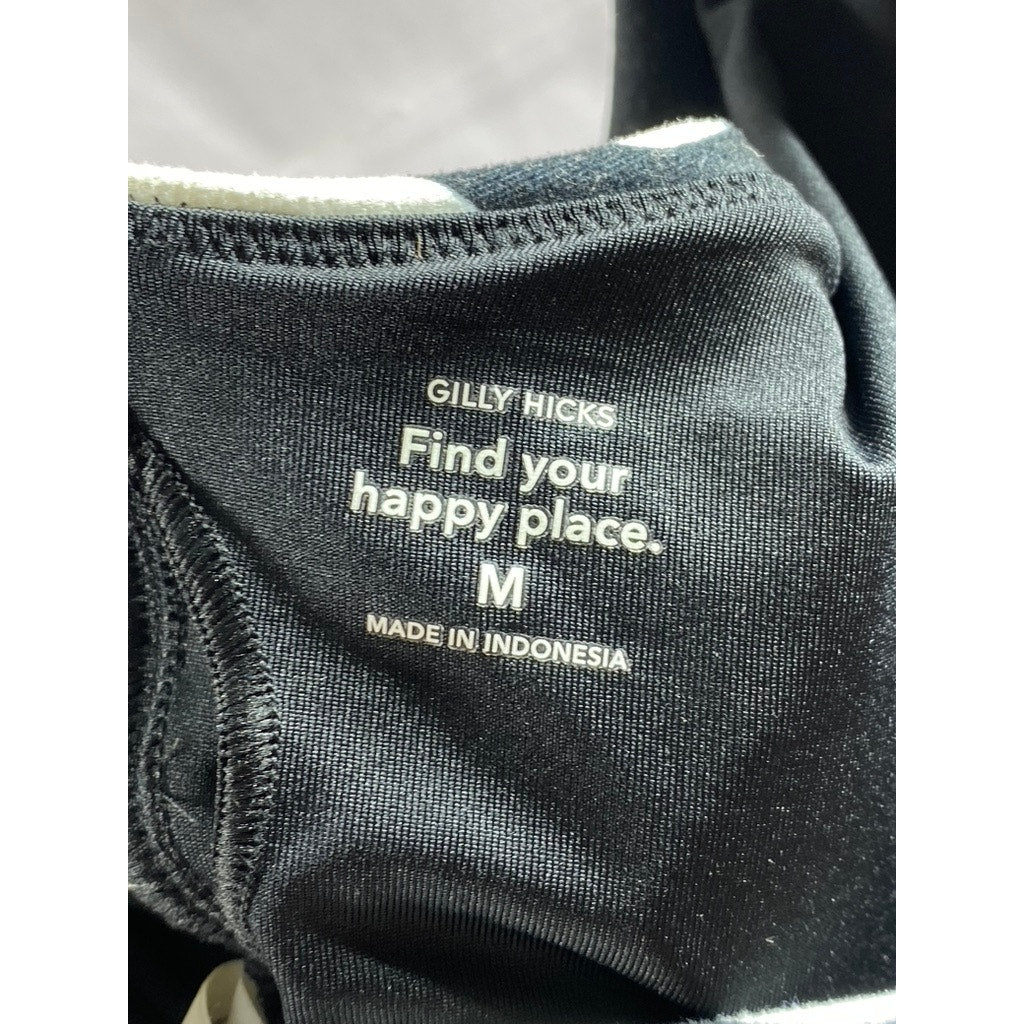 GILLY HICKS
Find your
happy place.
M
MADE IN INDONESIA